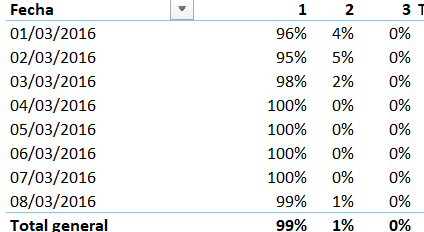 Fecha 1 2 3 T
01/03/2016 96% 4% 0%
02/03/2016 95% 5% 0%
03/03/2016 98% 2% 0%
04/03/2016 100% 0% 0%
05/03/2016 100% 0% 0%
06/03/2016 100% 0% 0%
07/03/2016 100% 0% 0%
08/03/2016 99% 1% 0%
Total general 99% 1% 0%